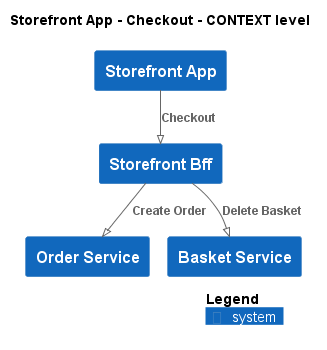 Storefront App - Checkout - CONTEXT level
Storefront App
Checkout
Storefront Bff
Create Order
Delete Basket
Order Service
Basket Service
Legend
system